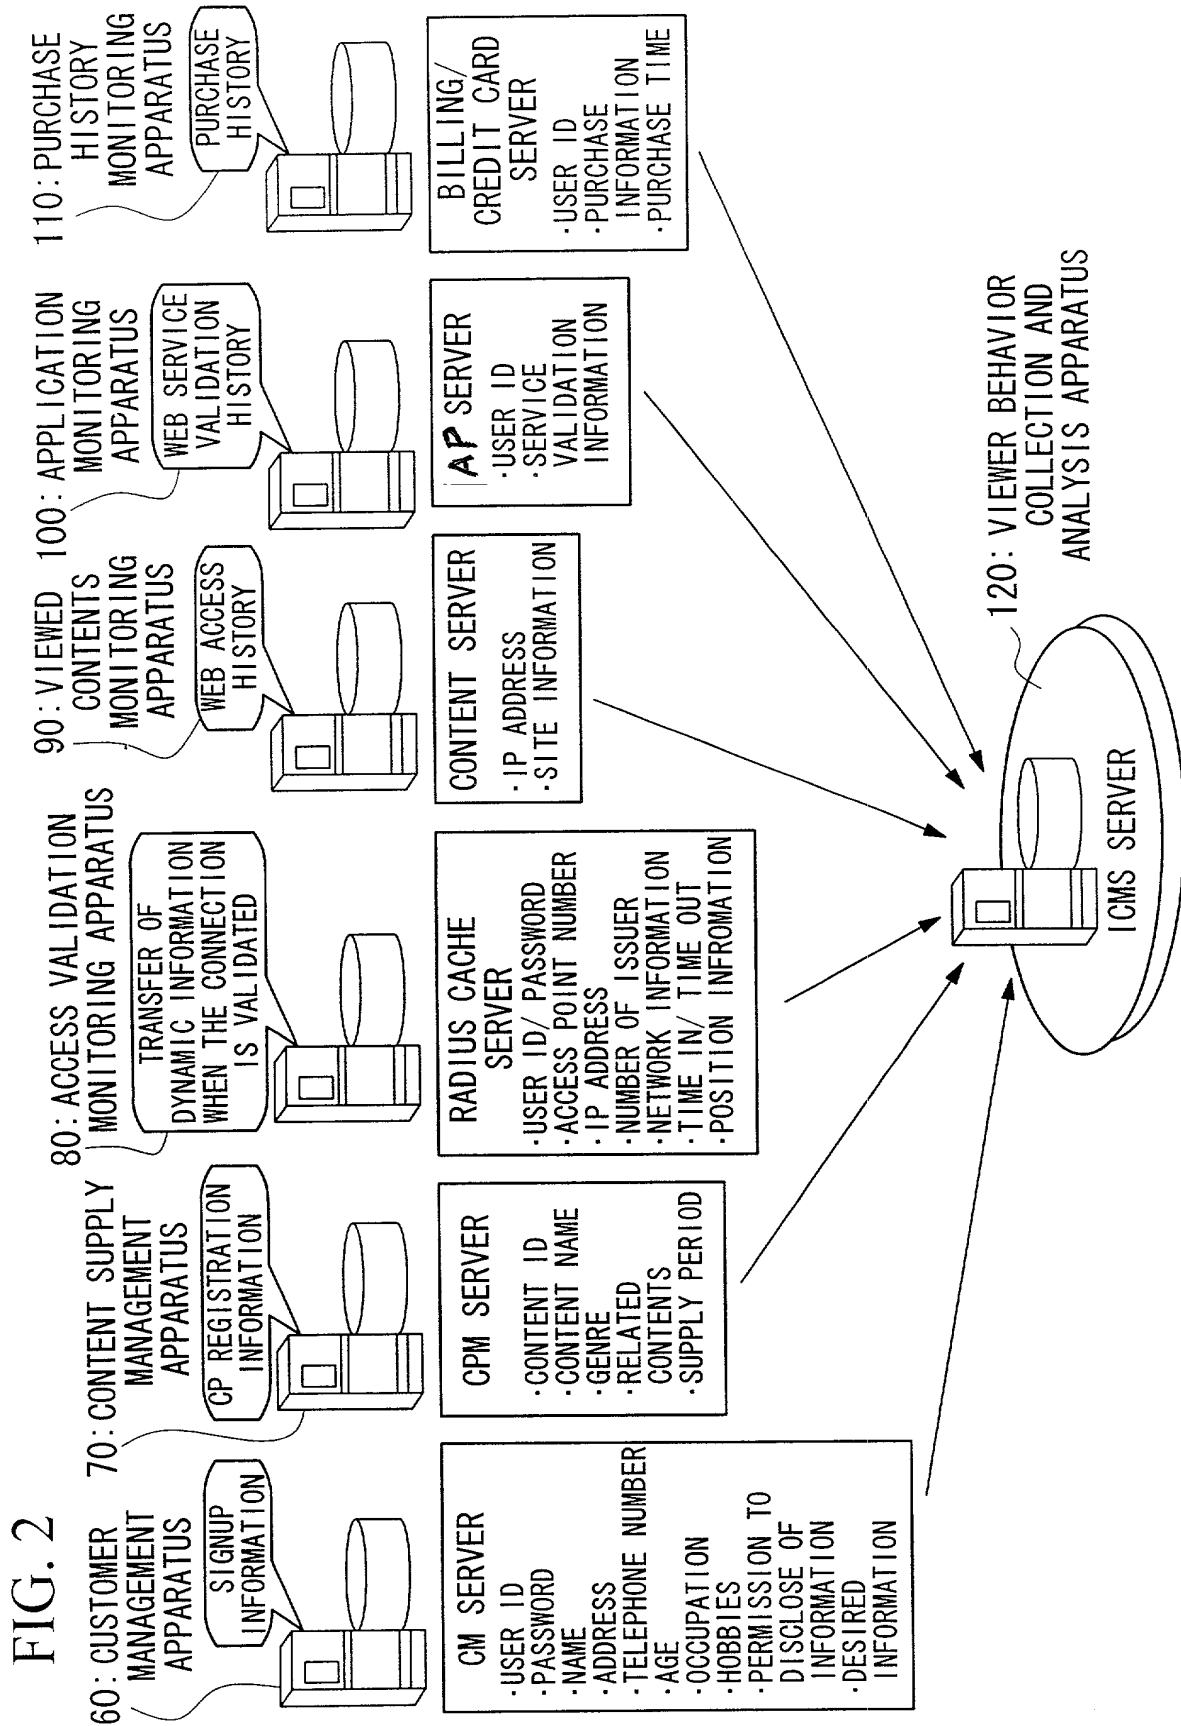 FIG. 2
60: CUSTOMER
MANAGEMENT
APPARATUS
SIGNUP
INFORMATION
CM SERVER
·USER ID
·PASSWORD
·NAME
·ADDRESS
·TELEPHONE NUMBER
·AGE
·OCCUPATION
·HOBBIES
·PERMISSION TO
DISCLOSE OF
INFORMATION
·DESIRED
INFORMATION
70: CONTENT SUPPLY
MANAGEMENT
APPARATUS
CP REGISTRATION
INFORMATION
CPM SERVER
·CONTENT ID
·CONTENT NAME
·GENRE
·RELATED
CONTENTS
·SUPPLY PERIOD
80: ACCESS VALIDATION
MONITORING APPARATUS
TRANSFER OF
DYNAMIC INFORMATION
WHEN THE CONNECTION
IS VALIDATED
RADIUS CACHE
SERVER
·USER ID/ PASSWORD
·ACCESS POINT NUMBER
·IP ADDRESS
·NUMBER OF ISSUER
·NETWORK INFORMATION
·TIME IN/ TIME OUT
·POSITION INFROMATION
90: VIEWED
CONTENTS
MONITORING
APPARATUS
WEB ACCESS
HISTORY
CONTENT SERVER
·IP ADDRESS
·SITE INFORMATION
100: APPLICATION
MONITORING
APPARATUS
WEB SERVICE
VALIDATION
HISTORY
AP SERVER
·USER ID
·SERVICE
VALIDATION
INFORMATION
110: PURCHASE
HISTORY
MONITORING
APPARATUS
PURCHASE
HISTORY
BILLING/
CREDIT CARD
SERVER
·USER ID
·PURCHASE
INFORMATION
·PURCHASE TIME
120: VIEWER BEHAVIOR
COLLECTION AND
ANALYSIS APPARATUS
ICMS SERVER